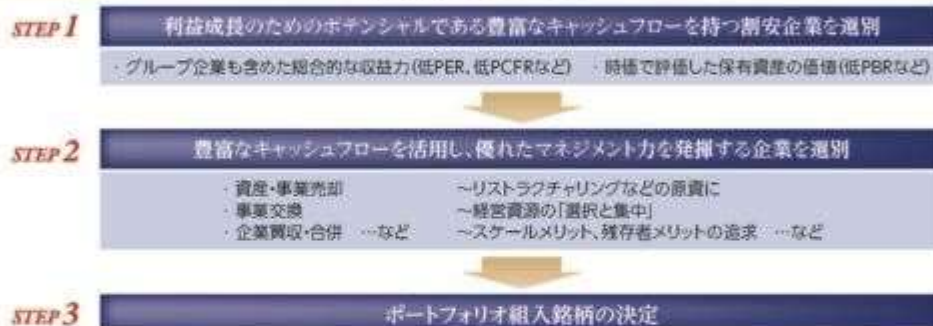 STEP 1 利益成長のためのポテンシャルである豊富なキャッシュフローを持つ割安企業を選別
・グループ企業も含めた総合的な収益力(低PER、低PCFRなど) ・時価で評価した保有資産の価値(低PBRなど)
STEP 2 豊富なキャッシュフローを活用し、優れたマネジメント力を発揮する企業を選別
・資産・事業売却 ～リストラクチャリングなどの原資に
・事業交換 ～経営資源の「選択と集中」
・企業買収・合併 …など ～スケールメリット、残存者メリットの追求 …など
STEP 3 ポートフォリオ組入銘柄の決定